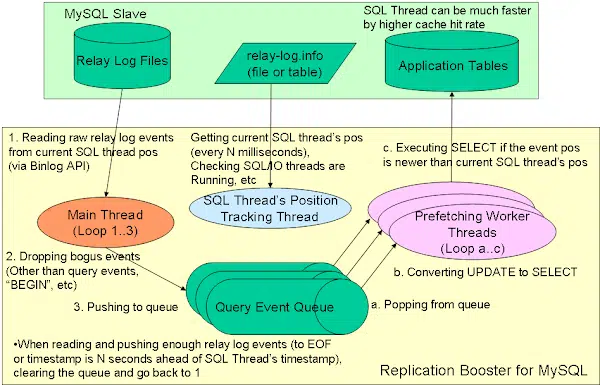 MySQL Slave
SQL Thread can be much faster
by higher cache hit rate
Relay Log Files
relay-log.info
(file or table)
Application Tables
1. Reading raw relay log events
from current SQL thread pos
(via Binlog API)
Getting current SQL thread's pos
(every N milliseconds),
Checking SQL/IO threads are
Running, etc
c. Executing SELECT if the event pos
is newer than current SQL thread's pos
Main Thread
(Loop 1..3)
SQL Thread's Position
Tracking Thread
Prefetching Worker
Threads
(Loop a..c)
2. Dropping bogus events
(Other than query events,
"BEGIN", etc)
b. Converting UPDATE to SELECT
3. Pushing to queue
Query Event Queue
a. Popping from queue
•When reading and pushing enough relay log events (to EOF
or timestamp is N seconds ahead of SQL Thread's timestamp),
clearing the queue and go back to 1
Replication Booster for MySQL